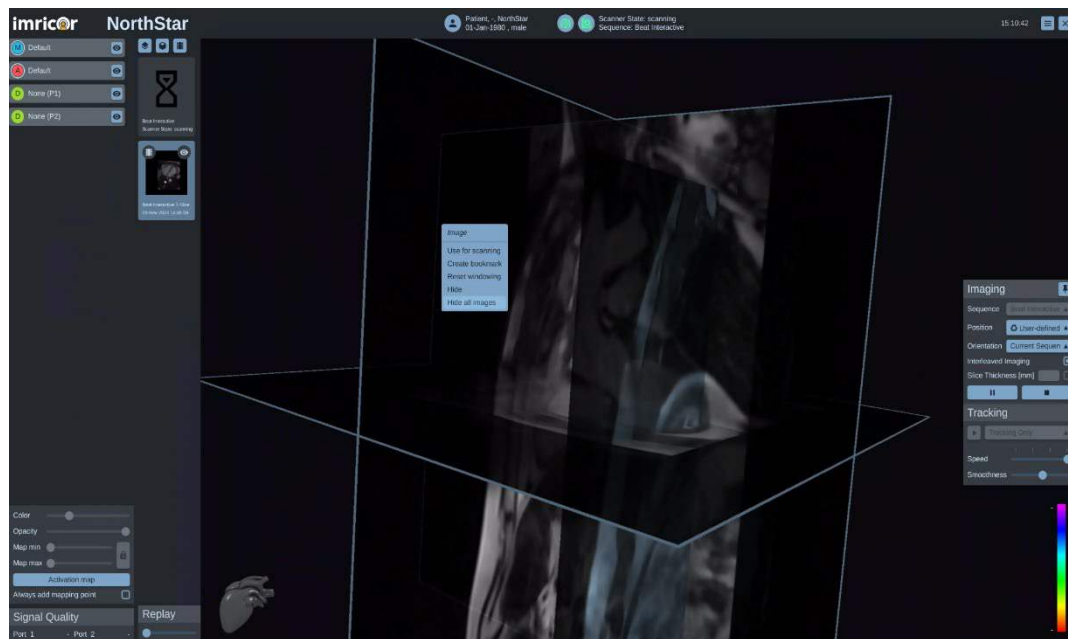 imricor
NorthStar
Patient, -, NorthStar
01-Jan-1980 , male
Scanner State: scanning
Sequence: Beat Interactive
15:10:42
M Default
A Default
D None (P1)
D None (P2)
Beat Interactive
Scanner State: scanning
Image
Use for scanning
Create bookmark
Reset windowing
Hide
Hide all images
Imaging
Sequence Beat Interactive
Position User-defined
Orientation Current Sequen
Interleaved Imaging
Slice Thickness [mm]
Tracking
Tracking Only
Speed
Smoothness
Color
Opacity
Map min
Map max
Activation map
Always add mapping point
Signal Quality
Port 1 - Port 2 -
Replay